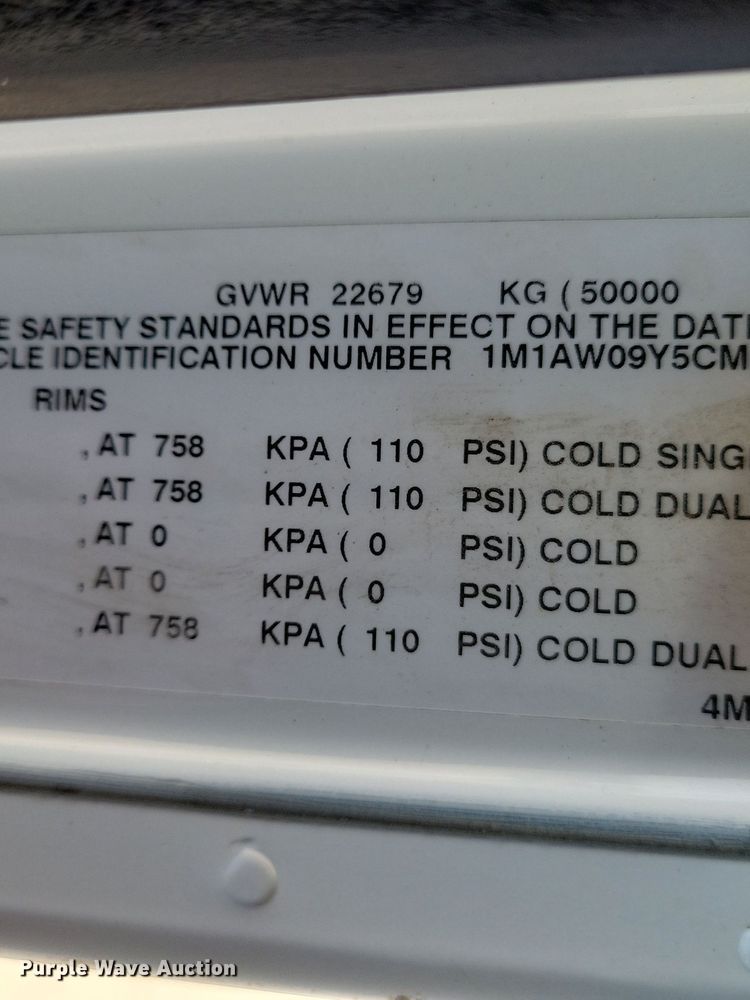 GVWR 22679 KG ( 50000
E SAFETY STANDARDS IN EFFECT ON THE DAT
CLE IDENTIFICATION NUMBER 1M1AW09Y5CM
RIMS
, AT 758 KPA ( 110 PSI) COLD SING
, AT 758 KPA ( 110 PSI) COLD DUAL
, AT 0 KPA ( 0 PSI) COLD
, AT 0 KPA ( 0 PSI) COLD
, AT 758 KPA ( 110 PSI) COLD DUAL
4M
Purple Wave Auction